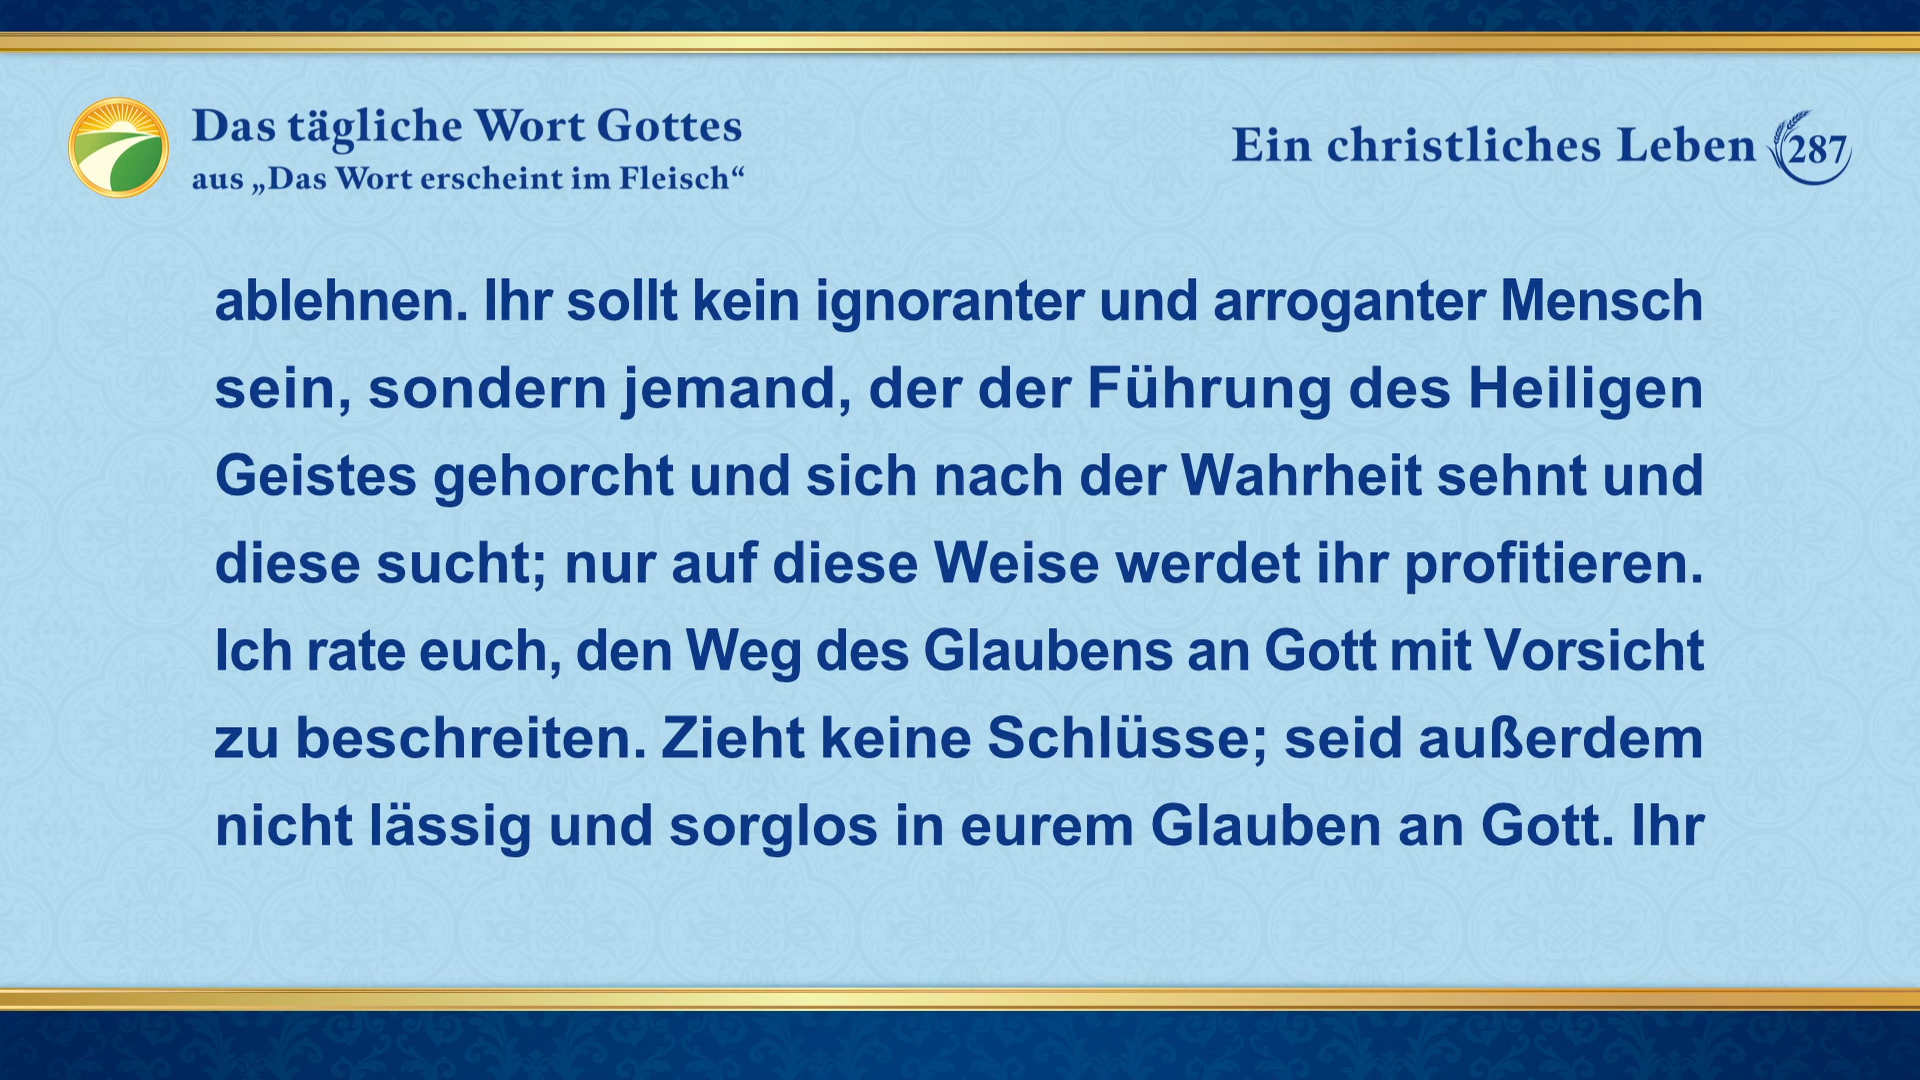 Das tägliche Wort Gottes
aus „Das Wort erscheint im Fleisch“
Ein christliches Leben 287
ablehnen. Ihr sollt kein ignoranter und arroganter Mensch
sein, sondern jemand, der der Führung des Heiligen
Geistes gehorcht und sich nach der Wahrheit sehnt und
diese sucht; nur auf diese Weise werdet ihr profitieren.
Ich rate euch, den Weg des Glaubens an Gott mit Vorsicht
zu beschreiten. Zieht keine Schlüsse; seid außerdem
nicht lässig und sorglos in eurem Glauben an Gott. Ihr